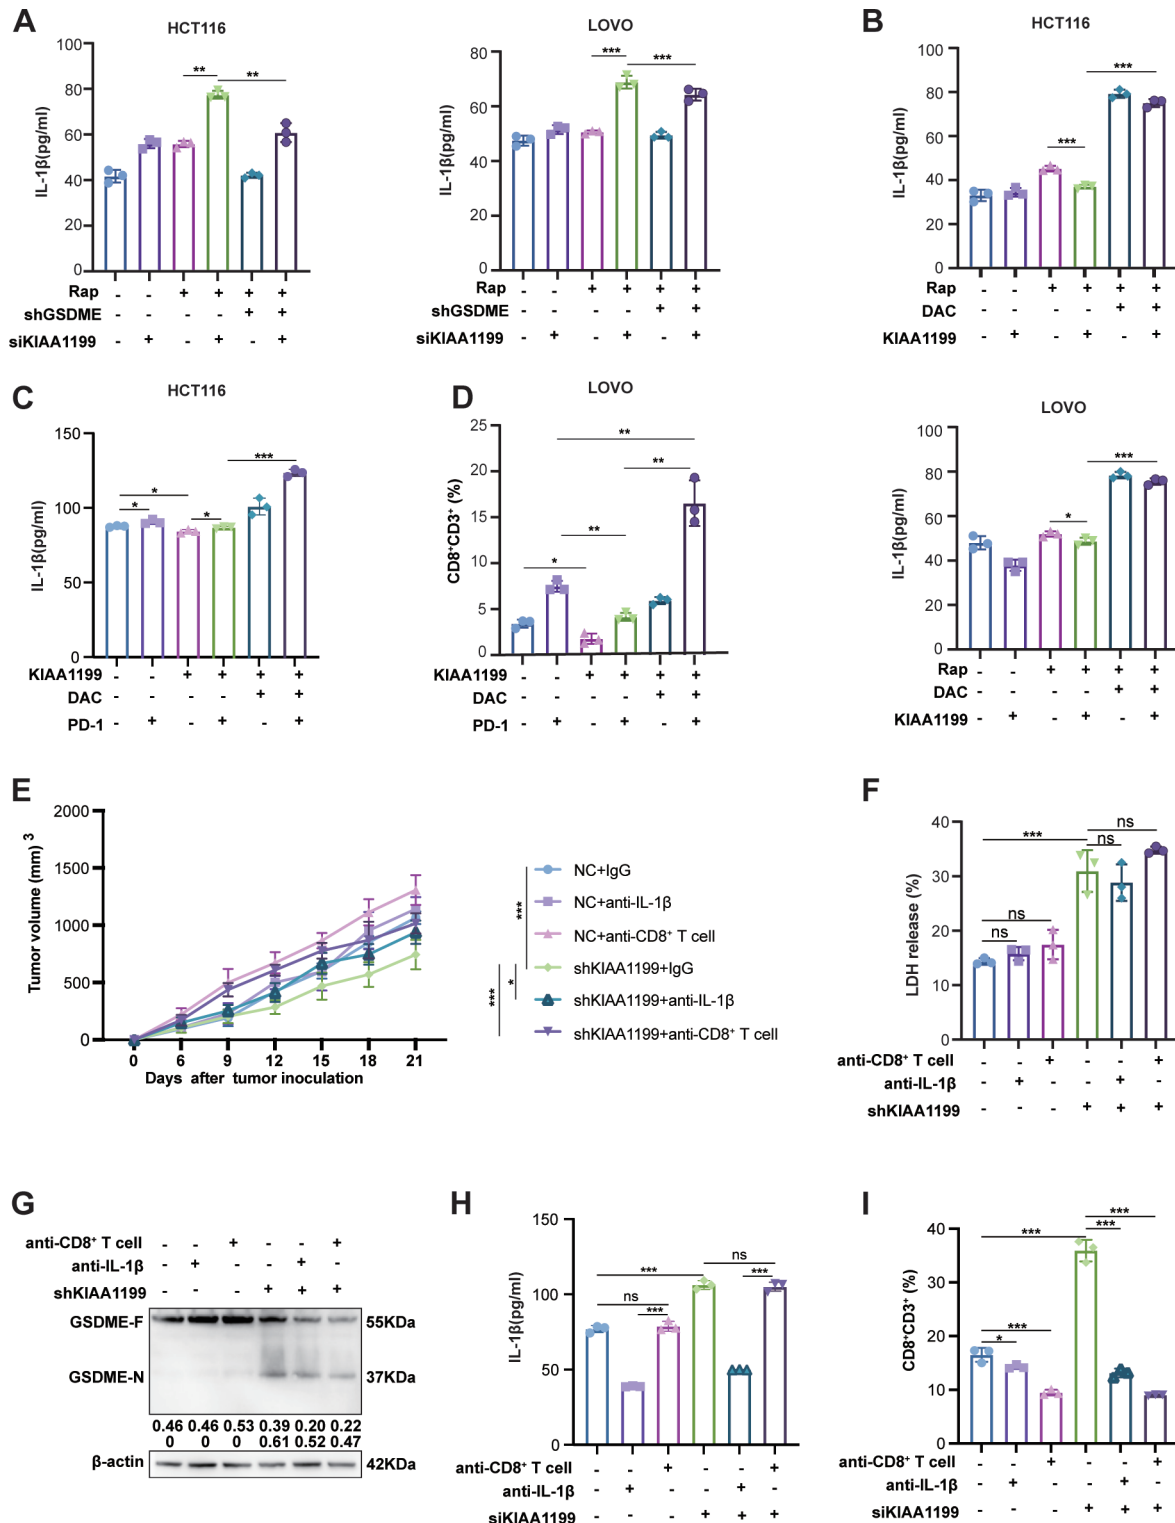 A
HCT116
IL-1β(pg/ml)
100
80
60
40
20
0
** **
Rap - - + + + +
shGSDME - - - - + +
siKIAA1199 - + - + - +
LOVO
IL-1β(pg/ml)
80
60
40
20
0
*** ***
Rap - - + + + +
shGSDME - - - - + +
siKIAA1199 - + - + - +
B
HCT116
IL-1β(pg/ml)
100
80
60
40
20
0
*** ***
Rap - - + + + +
DAC - - - - + +
KIAA1199 - + - + - +
LOVO
IL-1β(pg/ml)
100
80
60
40
20
0
* ***
Rap - - + + + +
DAC - - - - + +
KIAA1199 - + - + - +
C
HCT116
IL-1β(pg/ml)
150
100
50
0
* * * ***
KIAA1199 - - + + + +
DAC - - - - + +
PD-1 - + - + - +
D
LOVO
CD8⁺CD3⁺ (%)
25
20
15
10
5
0
**
**
**
*
KIAA1199 - - + + + +
DAC - - - - + +
PD-1 - + - + - +
E
Tumor volume (mm) ³
2000
1500
1000
500
0
0 6 9 12 15 18 21
Days after tumor inoculation
NC+IgG
NC+anti-IL-1β
NC+anti-CD8⁺ T cell
shKIAA1199+IgG
shKIAA1199+anti-IL-1β
shKIAA1199+anti-CD8⁺ T cell
***
*
***
F
LDH release (%)
40
30
20
10
0
ns
*** ns
ns
ns
anti-CD8⁺ T cell - - + - - +
anti-IL-1β - + - - + -
shKIAA1199 - - - + + +
G
anti-CD8⁺ T cell - - + - - +
anti-IL-1β - + - - + -
shKIAA1199 - - - + + +
GSDME-F 55KDa
GSDME-N 37KDa
0.46 0.46 0.53 0.39 0.20 0.22
0 0 0 0.61 0.52 0.47
β-actin 42KDa
H
IL-1β(pg/ml)
150
100
50
0
ns
*** ***
ns
***
anti-CD8⁺ T cell - - + - - +
anti-IL-1β - + - - + -
siKIAA1199 - - - + + +
I
CD8⁺CD3⁺ (%)
40
30
20
10
0
***
*** ***
***
*
anti-CD8⁺ T cell - - + - - +
anti-IL-1β - + - - + -
siKIAA1199 - - - + + +